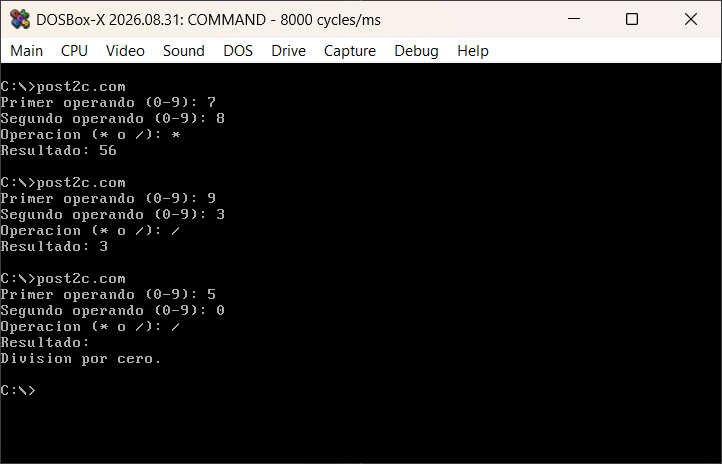 DOSBox-X 2026.08.31: COMMAND - 8000 cycles/ms
Main CPU Video Sound DOS Drive Capture Debug Help
C:\>post2c.com
Primer operando (0-9): 7
Segundo operando (0-9): 8
Operacion (* o /): *
Resultado: 56
C:\>post2c.com
Primer operando (0-9): 9
Segundo operando (0-9): 3
Operacion (* o /): /
Resultado: 3
C:\>post2c.com
Primer operando (0-9): 5
Segundo operando (0-9): 0
Operacion (* o /): /
Resultado:
Division por cero.
C:\>